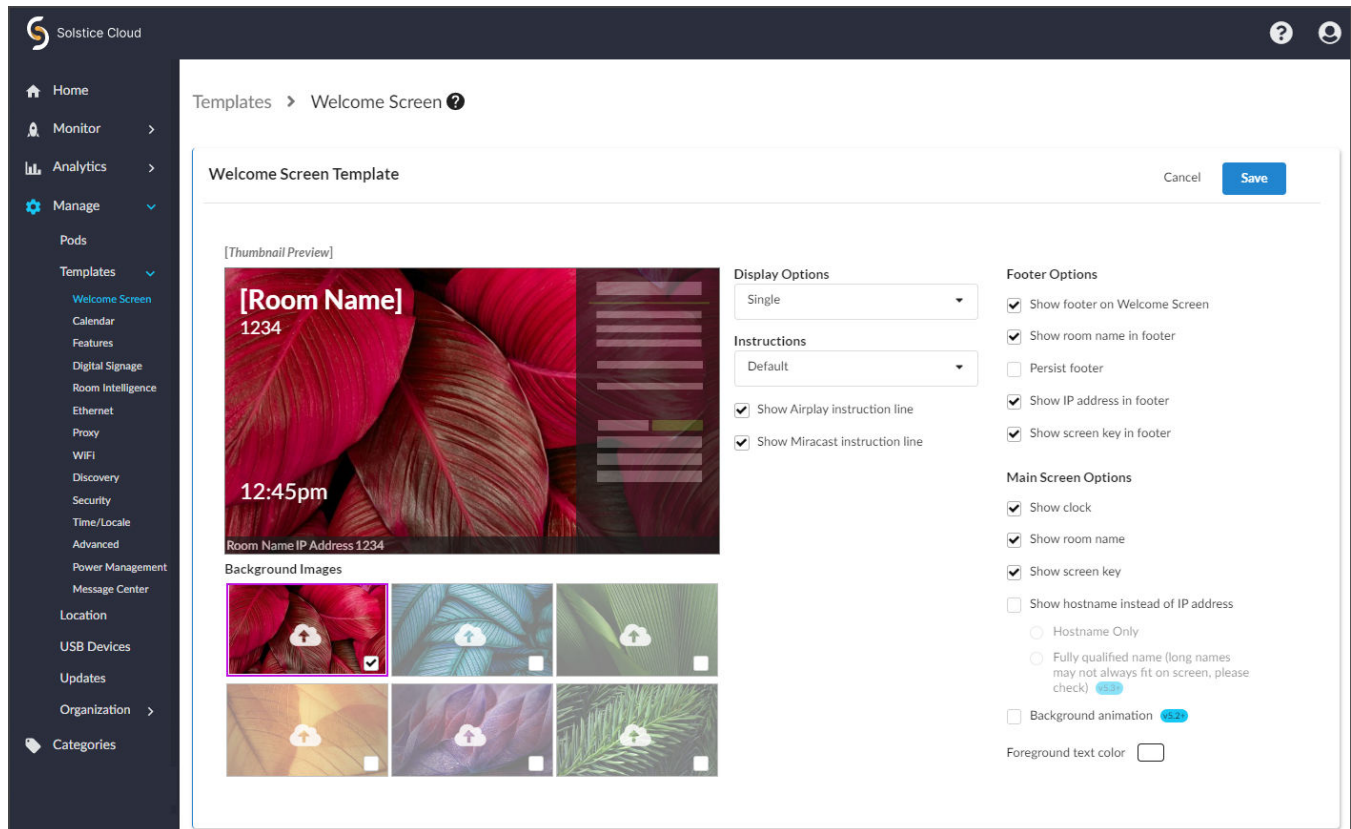 Solstice Cloud
Home
Monitor
Analytics
Manage
Pods
Templates
Welcome Screen
Calendar
Features
Digital Signage
Room Intelligence
Ethernet
Proxy
WiFi
Discovery
Security
Time/Locale
Advanced
Power Management
Message Center
Location
USB Devices
Updates
Organization
Categories
Templates > Welcome Screen ?
Welcome Screen Template
Cancel
Save
[Thumbnail Preview]
[Room Name]
1234
12:45pm
Room Name IP Address 1234
Background Images
Display Options
Single
Instructions
Default
Show Airplay instruction line
Show Miracast instruction line
Footer Options
Show footer on Welcome Screen
Show room name in footer
Persist footer
Show IP address in footer
Show screen key in footer
Main Screen Options
Show clock
Show room name
Show screen key
Show hostname instead of IP address
Hostname Only
Fully qualified name (long names
may not always fit on screen, please
check) v5.3+
Background animation v5.2+
Foreground text color